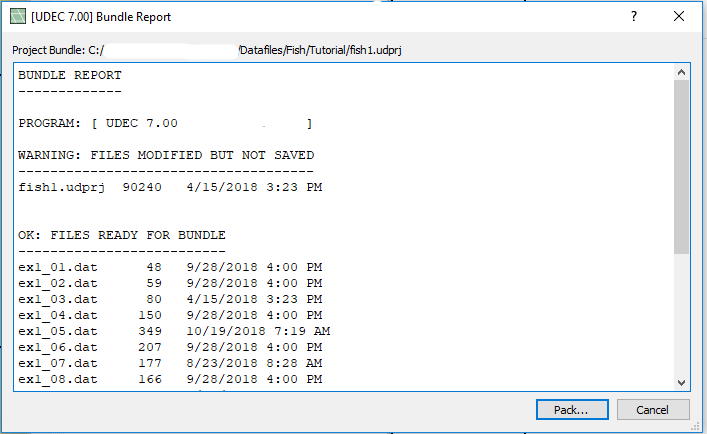 [UDEC 7.00] Bundle Report
Project Bundle: C:/ /Datafiles/Fish/Tutorial/fish1.udprj
BUNDLE REPORT
-------------
PROGRAM: [ UDEC 7.00 ]
WARNING: FILES MODIFIED BUT NOT SAVED
-------------------------------------
fish1.udprj 90240 4/15/2018 3:23 PM
OK: FILES READY FOR BUNDLE
--------------------------
ex1_01.dat 48 9/28/2018 4:00 PM
ex1_02.dat 59 9/28/2018 4:00 PM
ex1_03.dat 80 4/15/2018 3:23 PM
ex1_04.dat 150 9/28/2018 4:00 PM
ex1_05.dat 349 10/19/2018 7:19 AM
ex1_06.dat 207 9/28/2018 4:00 PM
ex1_07.dat 177 8/23/2018 8:28 AM
ex1_08.dat 166 9/28/2018 4:00 PM
Pack... Cancel